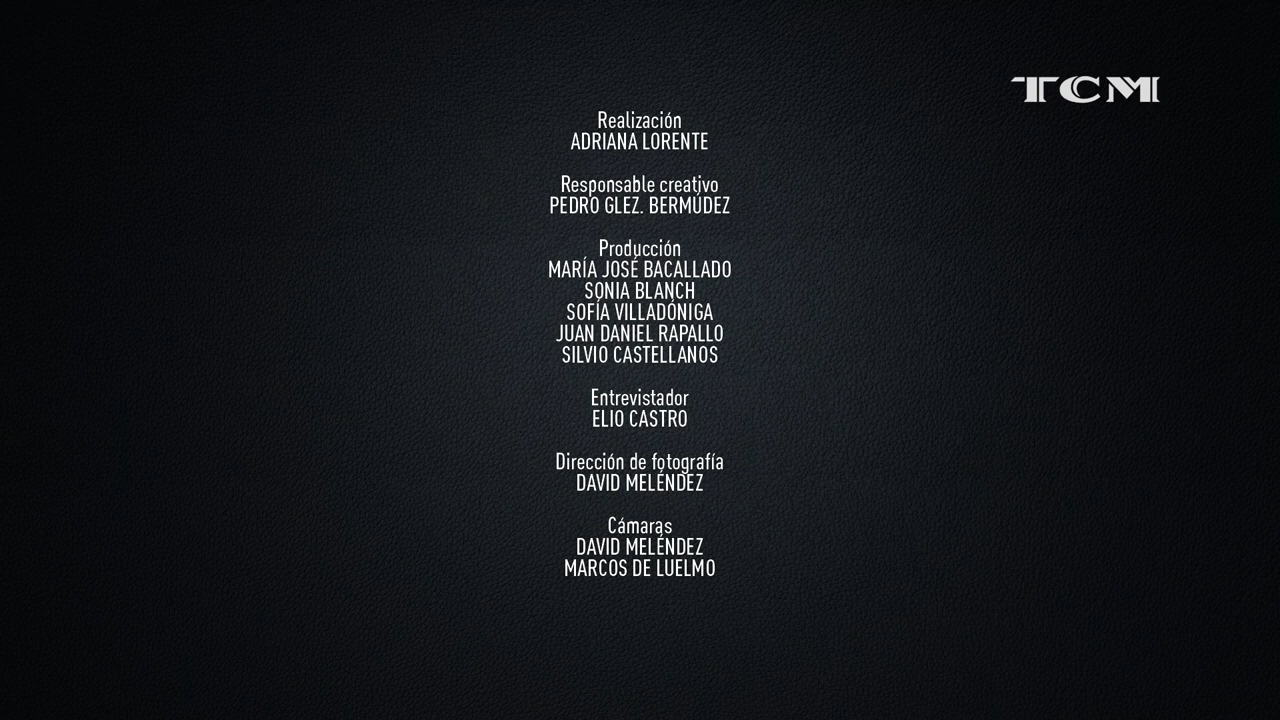 TCM
Realización
ADRIANA LORENTE
Responsable creativo
PEDRO GLEZ. BERMÚDEZ
Producción
MARÍA JOSÉ BACALLADO
SONIA BLANCH
SOFÍA VILLADÓNIGA
JUAN DANIEL RAPALLO
SILVIO CASTELLANOS
Entrevistador
ELIO CASTRO
Dirección de fotografía
DAVID MELÉNDEZ
Cámaras
DAVID MELÉNDEZ
MARCOS DE LUELMO